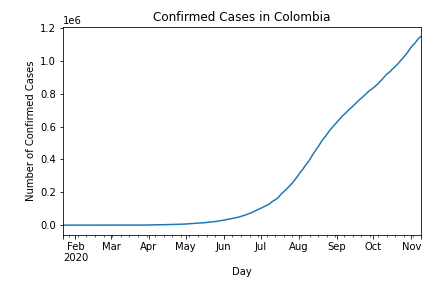 Confirmed Cases in Colombia
1e6
1.2
1.0
0.8
0.6
0.4
0.2
0.0
Number of Confirmed Cases
Feb Mar Apr May Jun Jul Aug Sep Oct Nov
2020
Day